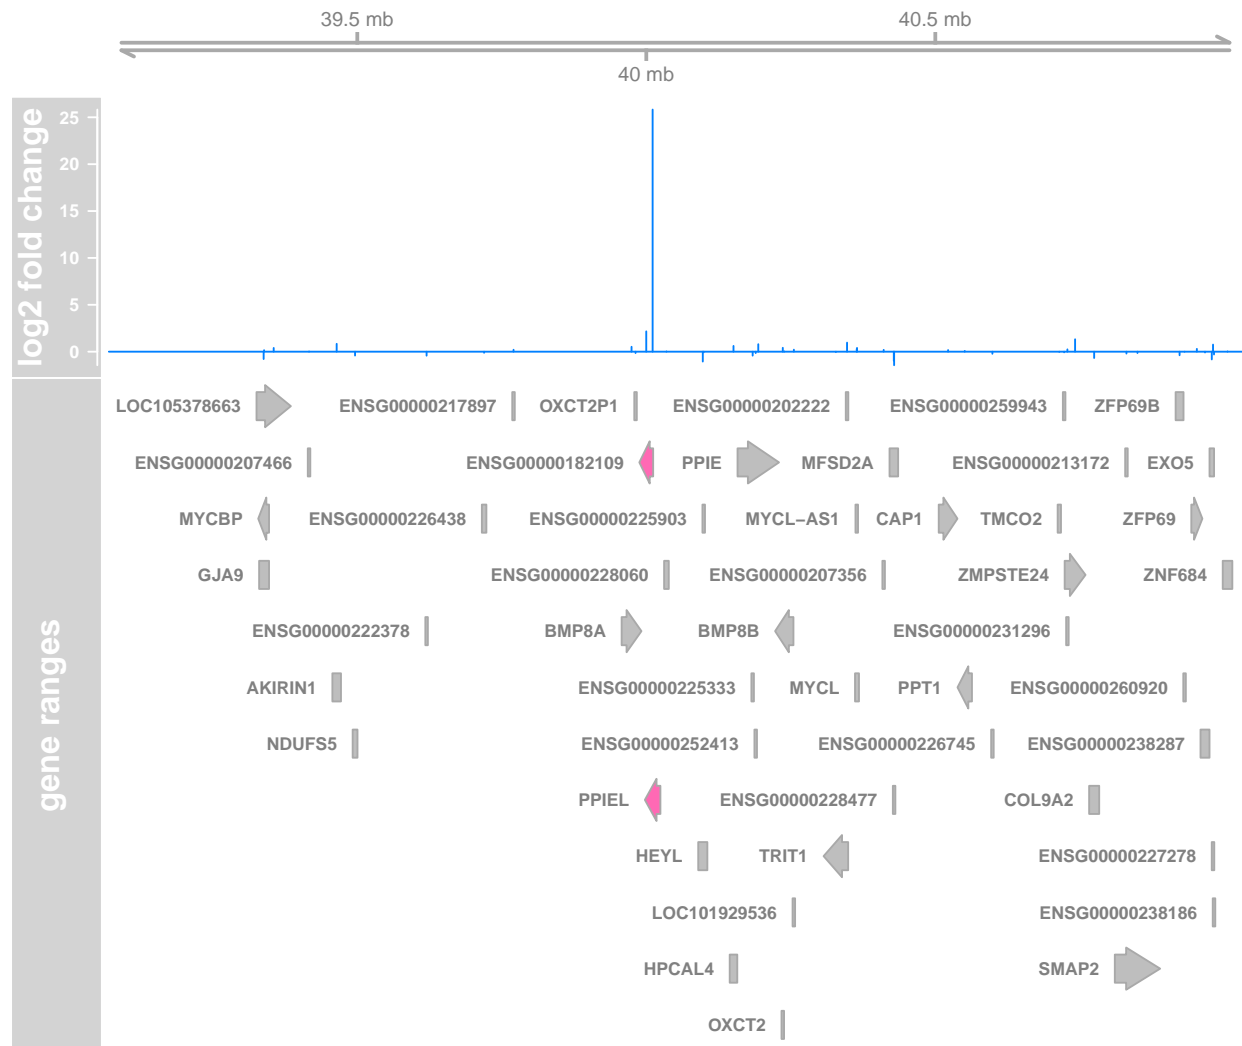 39.5 mb 40.5 mb
40 mb
log2 fold change
25
20
15
10
5
0
gene ranges
LOC105378663 ENSG00000217897 OXCT2P1 ENSG00000202222 ENSG00000259943 ZFP69B
ENSG00000207466 ENSG00000182109 PPIE MFSD2A ENSG00000213172 EXO5
MYCBP ENSG00000226438 ENSG00000225903 MYCL−AS1 CAP1 TMCO2 ZFP69
GJA9 ENSG00000228060 ENSG00000207356 ZMPSTE24 ZNF684
ENSG00000222378 BMP8A BMP8B ENSG00000231296
AKIRIN1 ENSG00000225333 MYCL PPT1 ENSG00000260920
NDUFS5 ENSG00000252413 ENSG00000226745 ENSG00000238287
PPIEL ENSG00000228477 COL9A2
HEYL TRIT1 ENSG00000227278
LOC101929536 ENSG00000238186
HPCAL4 SMAP2
OXCT2